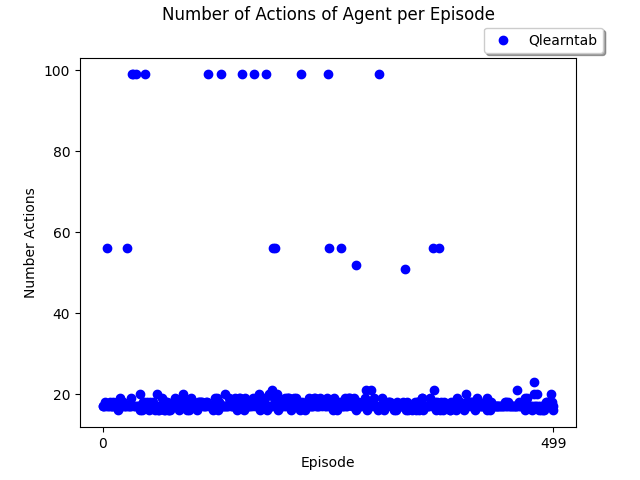 Number of Actions of Agent per Episode
Qlearntab
100
80
60
40
20
Number Actions
0
499
Episode